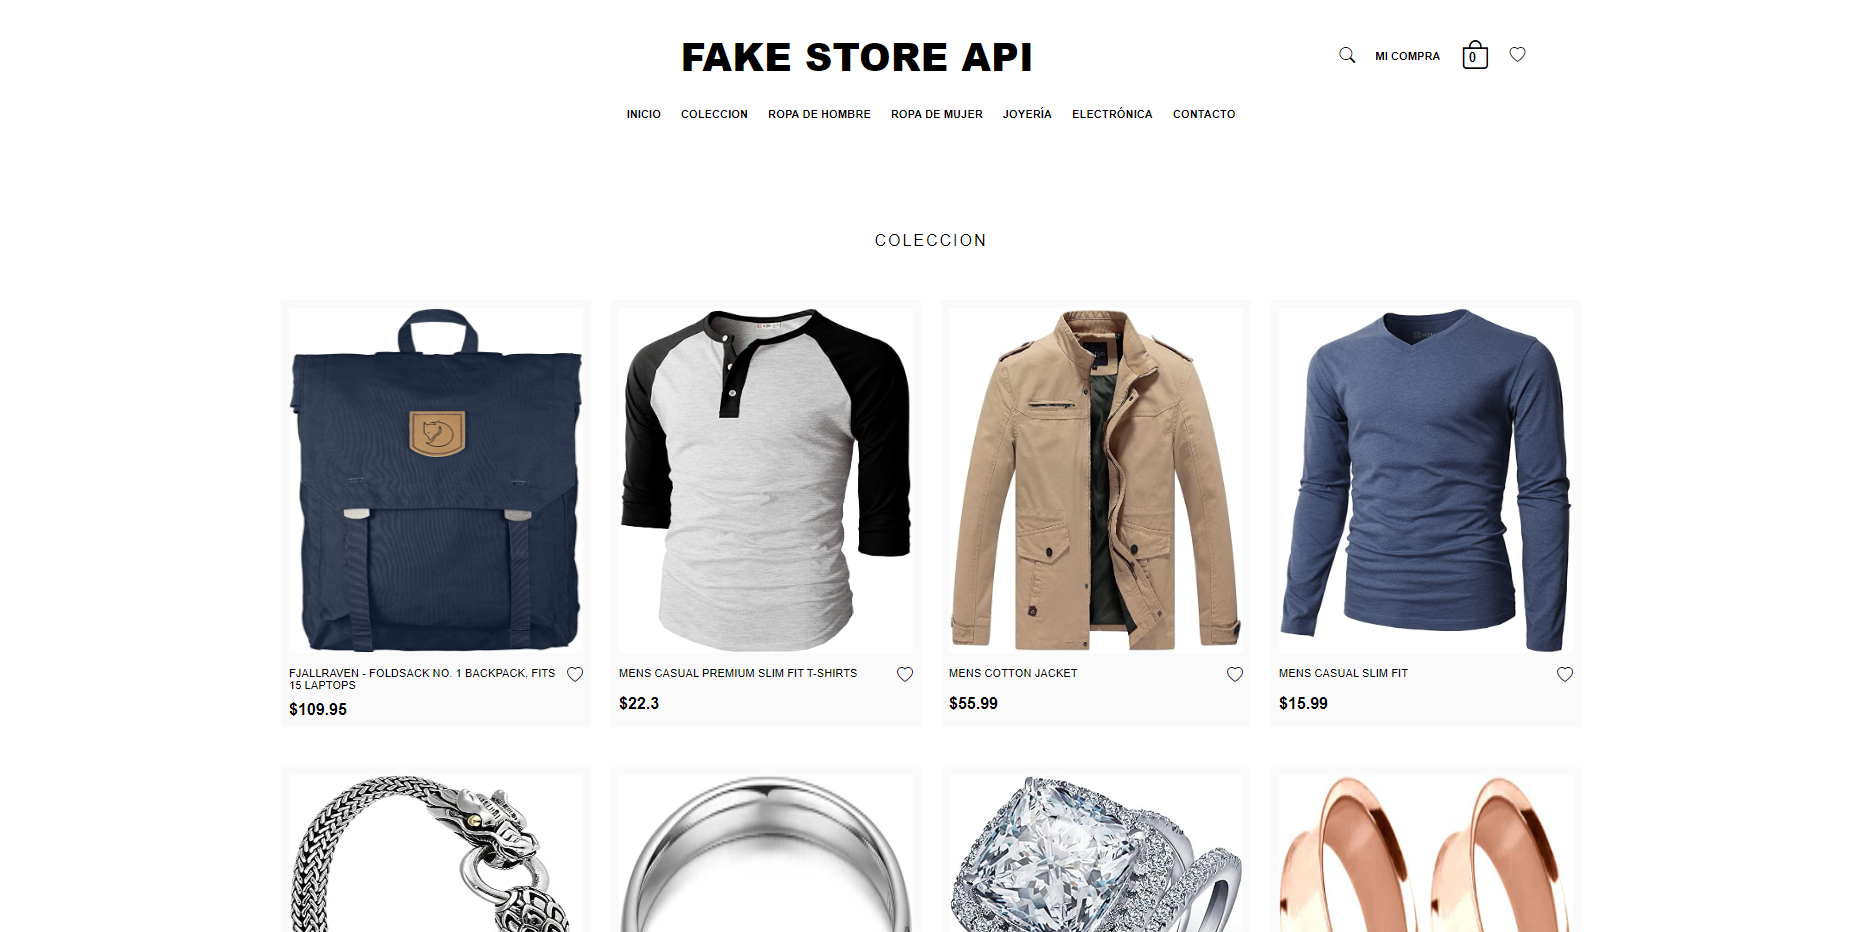 FAKE STORE API
MI COMPRA
0
INICIO COLECCION ROPA DE HOMBRE ROPA DE MUJER JOYERÍA ELECTRÓNICA CONTACTO
COLECCION
FJALLRAVEN - FOLDSACK NO. 1 BACKPACK, FITS
15 LAPTOPS
$109.95
MENS CASUAL PREMIUM SLIM FIT T-SHIRTS
$22.3
MENS COTTON JACKET
$55.99
MENS CASUAL SLIM FIT
$15.99